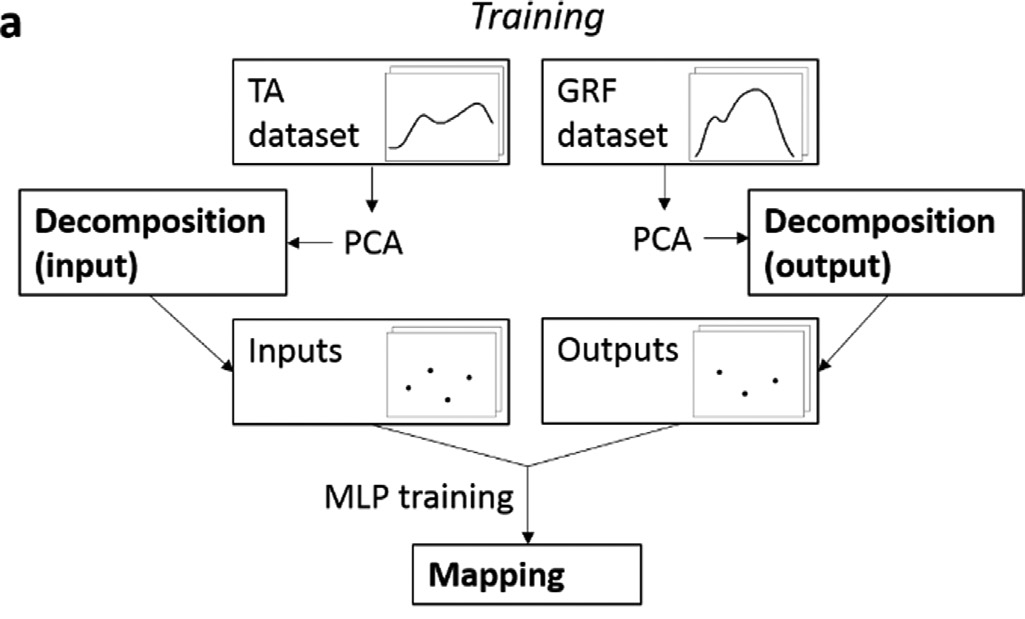 a
Training
TA
dataset
GRF
dataset
Decomposition
(input)
PCA
PCA
Decomposition
(output)
Inputs
Outputs
MLP training
Mapping